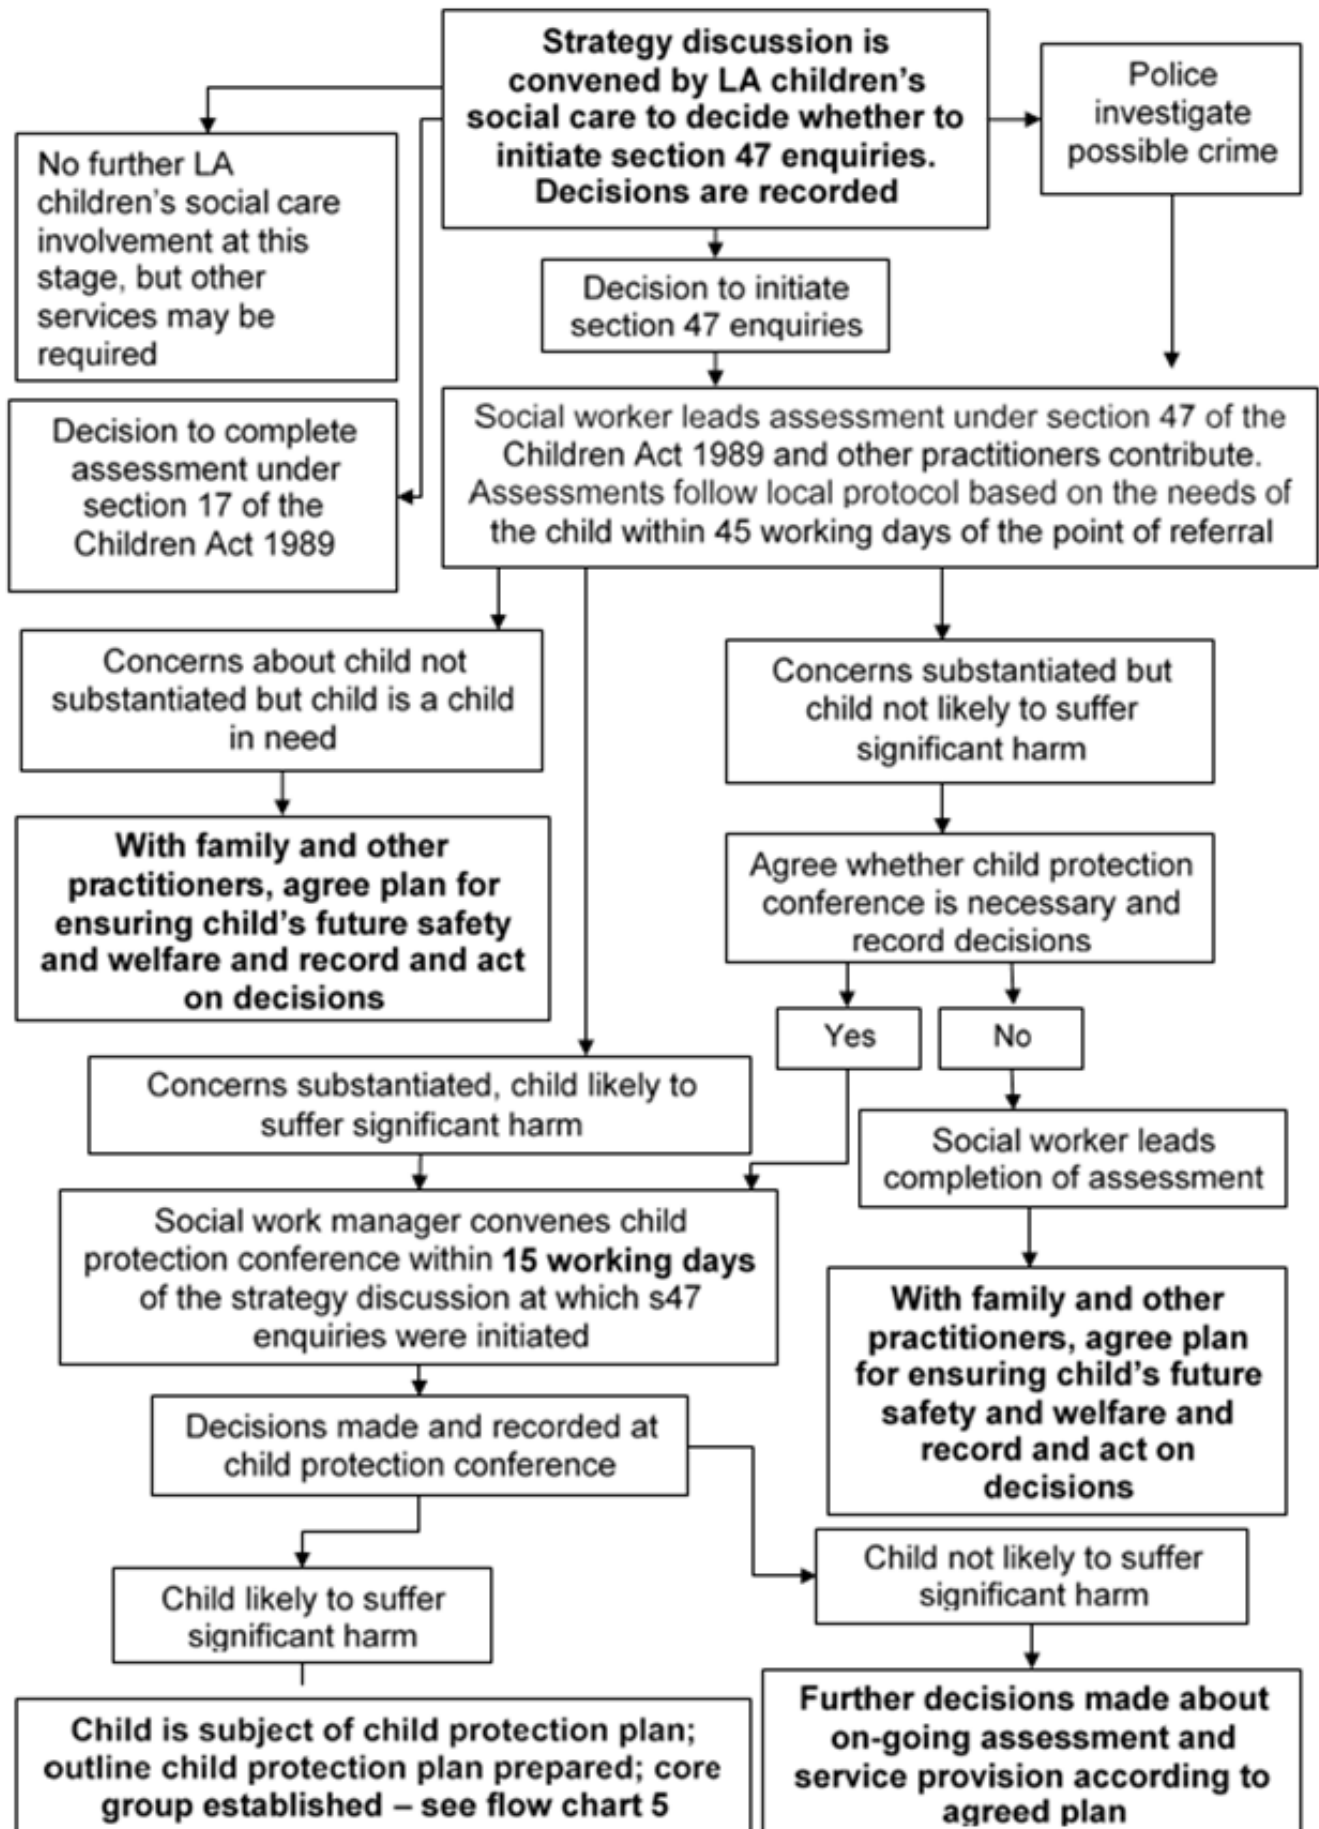 Strategy discussion is
convened by LA children's
social care to decide whether to
initiate section 47 enquiries.
Decisions are recorded
Police
investigate
possible crime
No further LA
children's social care
involvement at this
stage, but other
services may be
required
Decision to initiate
section 47 enquiries
Decision to complete
assessment under
section 17 of the
Children Act 1989
Social worker leads assessment under section 47 of the
Children Act 1989 and other practitioners contribute.
Assessments follow local protocol based on the needs of
the child within 45 working days of the point of referral
Concerns about child not
substantiated but child is a child
in need
Concerns substantiated but
child not likely to suffer
significant harm
With family and other
practitioners, agree plan for
ensuring child's future safety
and welfare and record and act
on decisions
Agree whether child protection
conference is necessary and
record decisions
Yes
No
Concerns substantiated, child likely to
suffer significant harm
Social worker leads
completion of assessment
Social work manager convenes child
protection conference within 15 working days
of the strategy discussion at which s47
enquiries were initiated
With family and other
practitioners, agree plan
for ensuring child's future
safety and welfare and
record and act on
decisions
Decisions made and recorded at
child protection conference
Child likely to suffer
significant harm
Child not likely to suffer
significant harm
Child is subject of child protection plan;
outline child protection plan prepared; core
group established – see flow chart 5
Further decisions made about
on-going assessment and
service provision according to
agreed plan